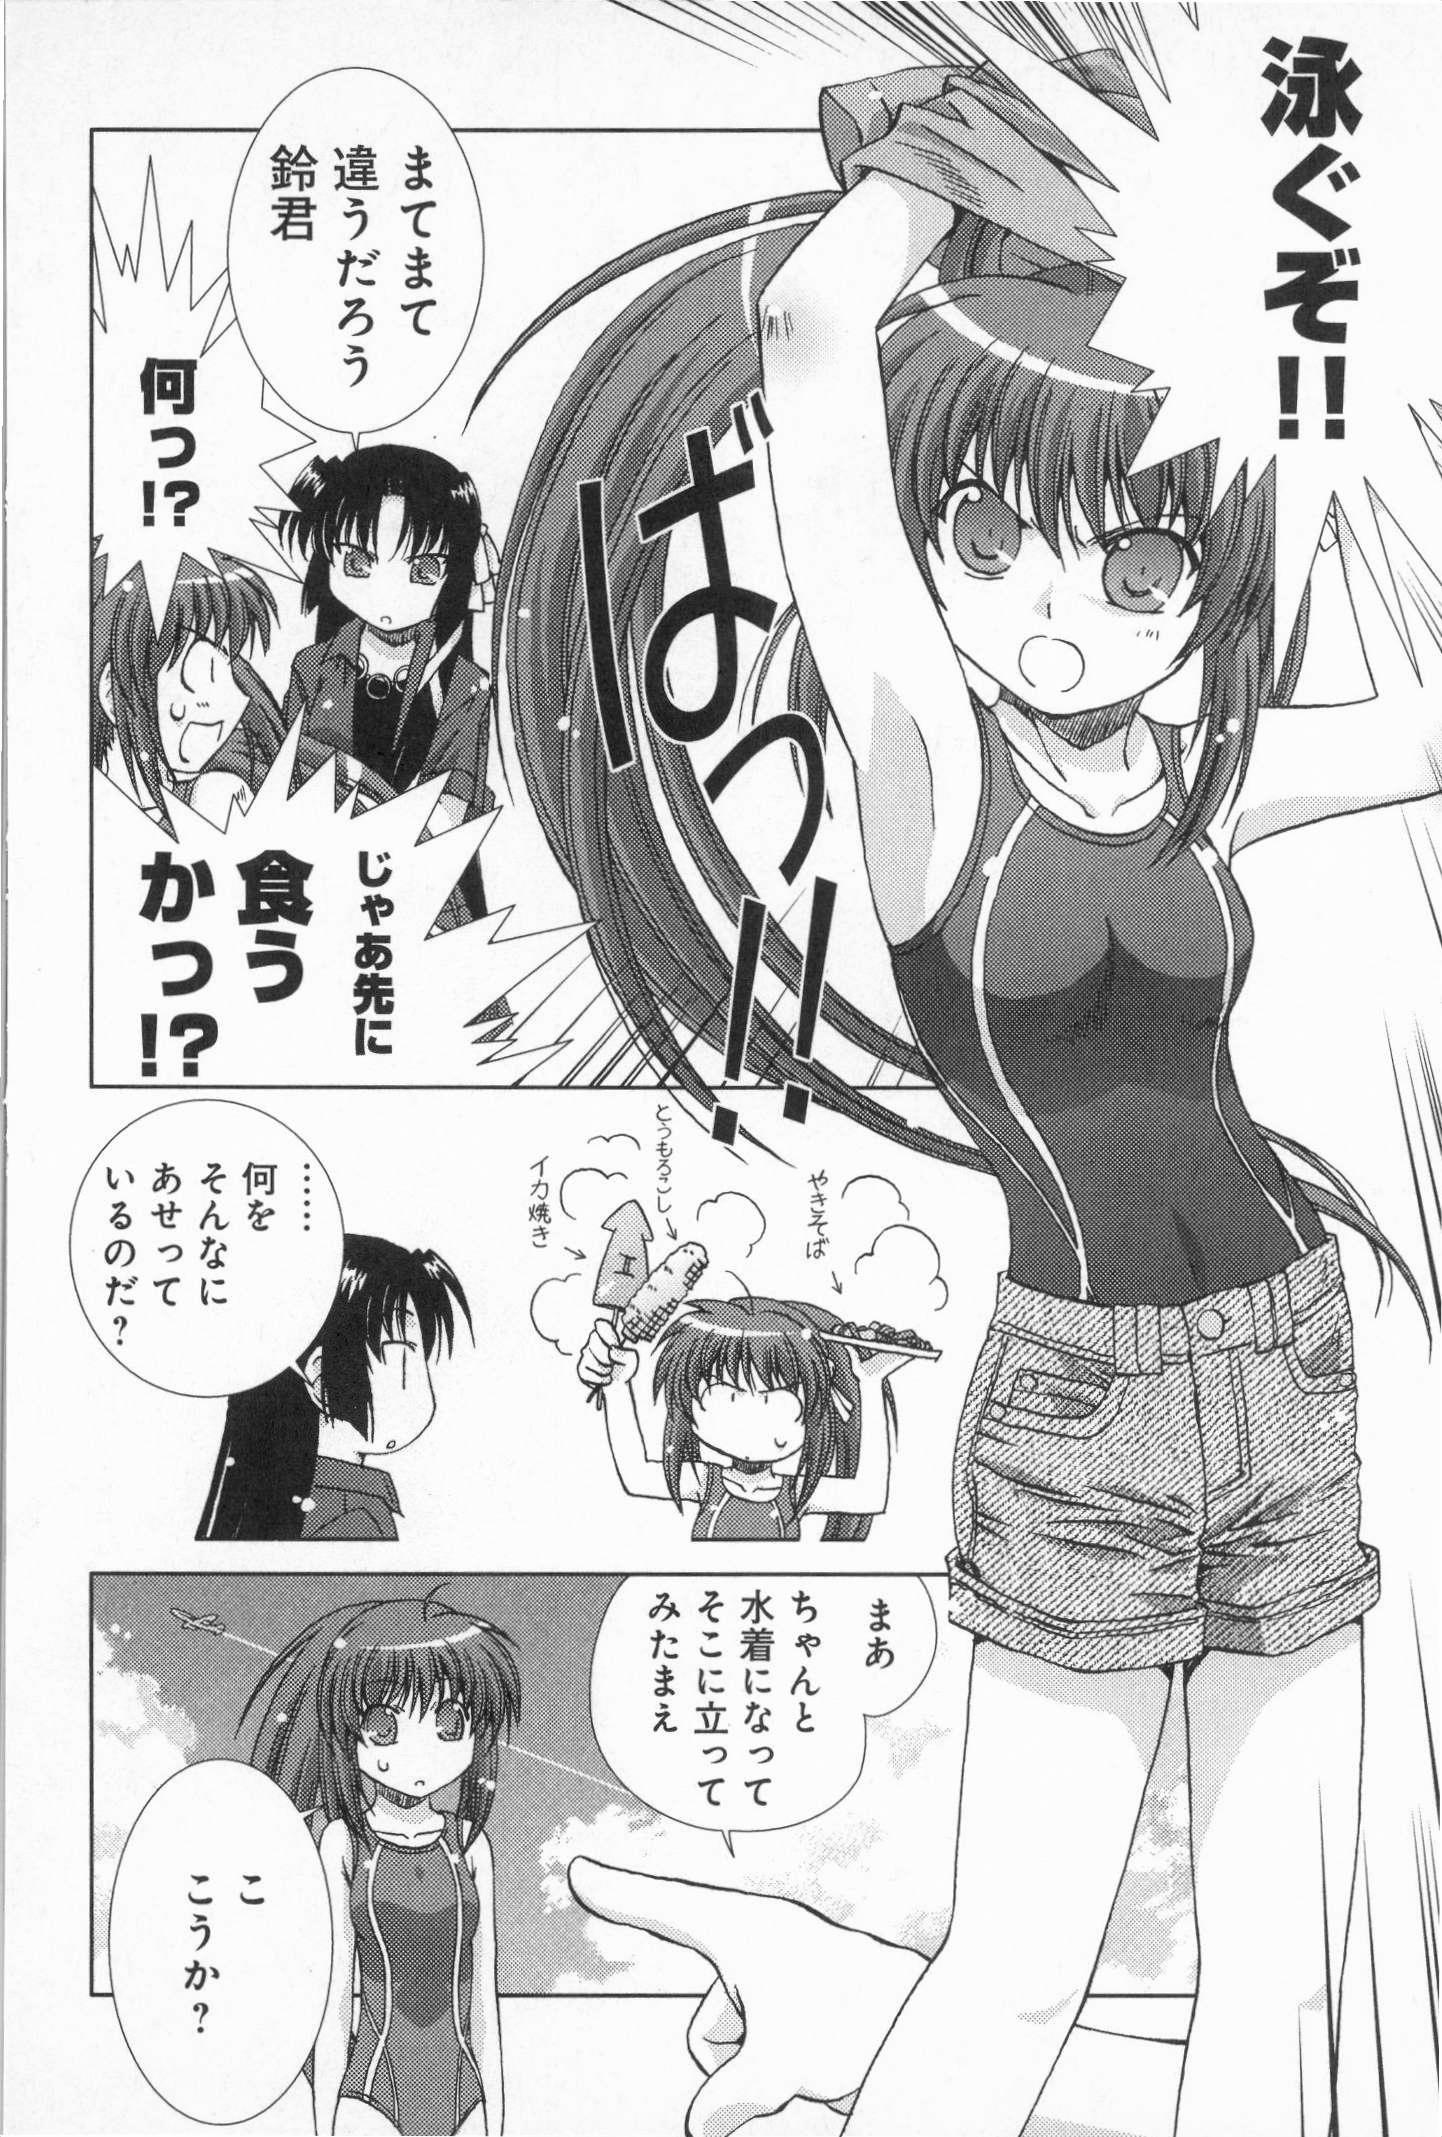 泳ぐぞ!!
ばっ!!
まてまて
違うだろう
鈴君
何っ!?
じゃあ先に
食う
かっ!?
やきそば
とうもろこし
イカ焼き
……
何を
そんなに
あせって
いるのだ?
まあ
ちゃんと
水着になって
そこに立って
みたまえ
こ
こうか?